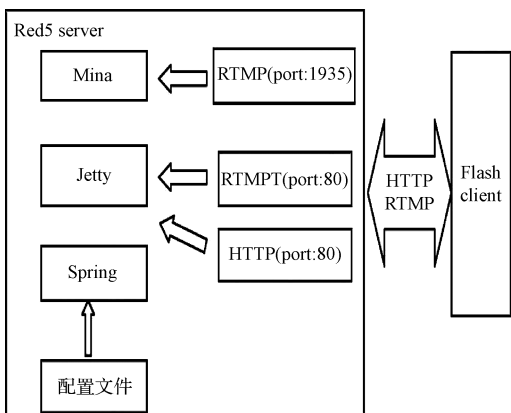 Red5 server
Mina
RTMP(port:1935)
Jetty
RTMPT(port:80)
HTTP(port:80)
Spring
配置文件
HTTP
RTMP
Flash
client